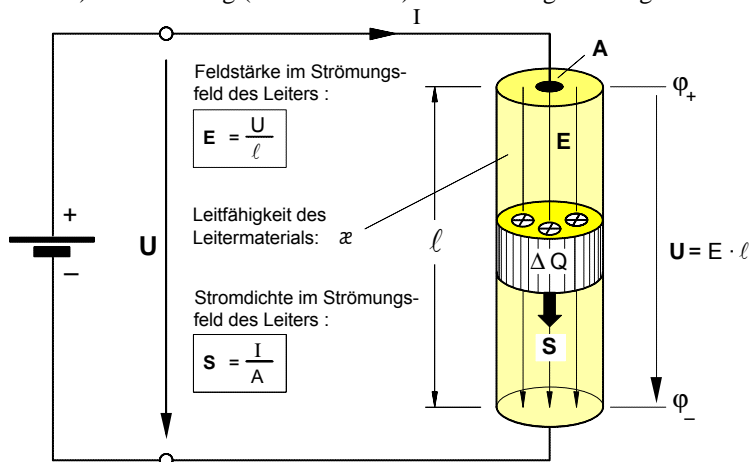 I
A
Feldstärke im Strömungs-
feld des Leiters :
E = U / ℓ
φ+
E
Leitfähigkeit des
Leitermaterials: æ
+
−
U
ℓ
ΔQ
U = E · ℓ
Stromdichte im Strömungs-
feld des Leiters :
S = I / A
S
φ−